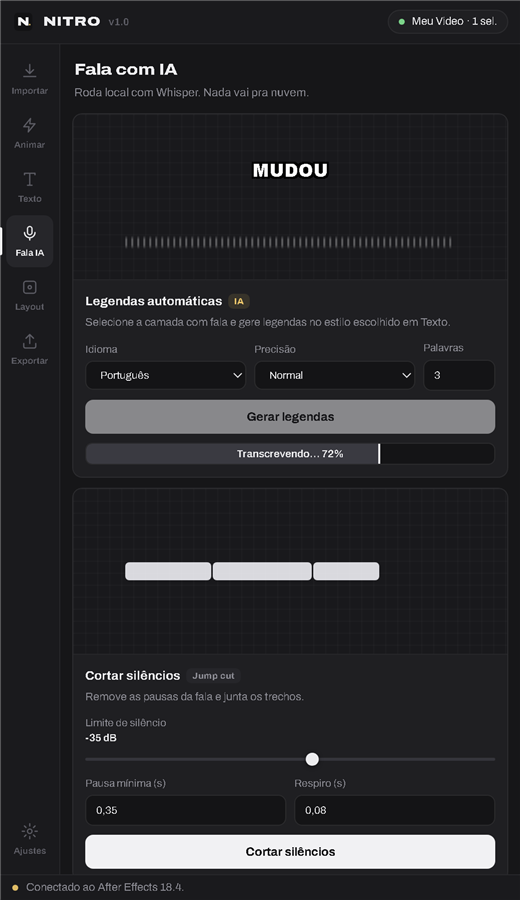 N. NITRO v1.0
Meu Video · 1 sel.
Importar
Animar
Texto
Fala IA
Layout
Exportar
Ajustes
Fala com IA
Roda local com Whisper. Nada vai pra nuvem.
MUDOU
Legendas automáticas IA
Selecione a camada com fala e gere legendas no estilo escolhido em Texto.
Idioma Precisão Palavras
Português Normal 3
Gerar legendas
Transcrevendo... 72%
Cortar silêncios Jump cut
Remove as pausas da fala e junta os trechos.
Limite de silêncio
-35 dB
Pausa mínima (s) Respiro (s)
0,35 0,08
Cortar silêncios
Conectado ao After Effects 18.4.